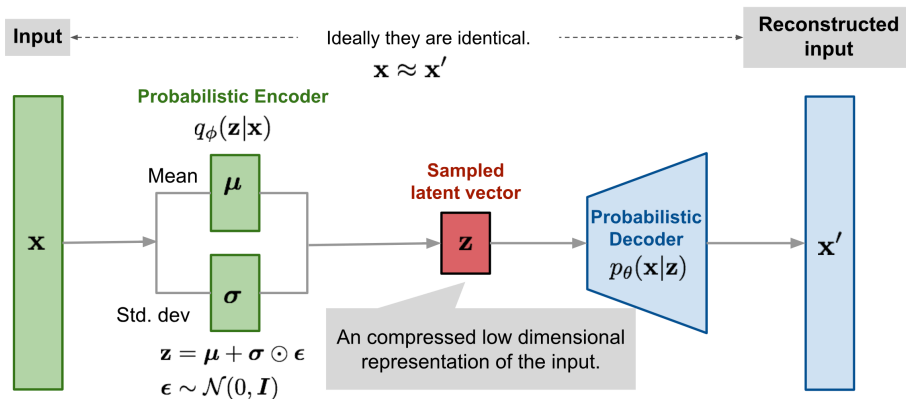 Input
Ideally they are identical.
x ≈ x′
Reconstructed
input
Probabilistic Encoder
qϕ(z|x)
Mean
μ
x
Std. dev
σ
z = μ + σ ⊙ ϵ
ϵ ∼ 𝒩(0, I)
Sampled
latent vector
z
An compressed low dimensional
representation of the input.
Probabilistic
Decoder
pθ(x|z)
x′